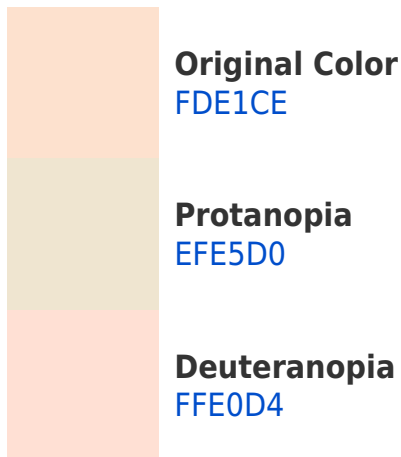 Original Color
FDE1CE
Protanopia
EFE5D0
Deuteranopia
FFE0D4